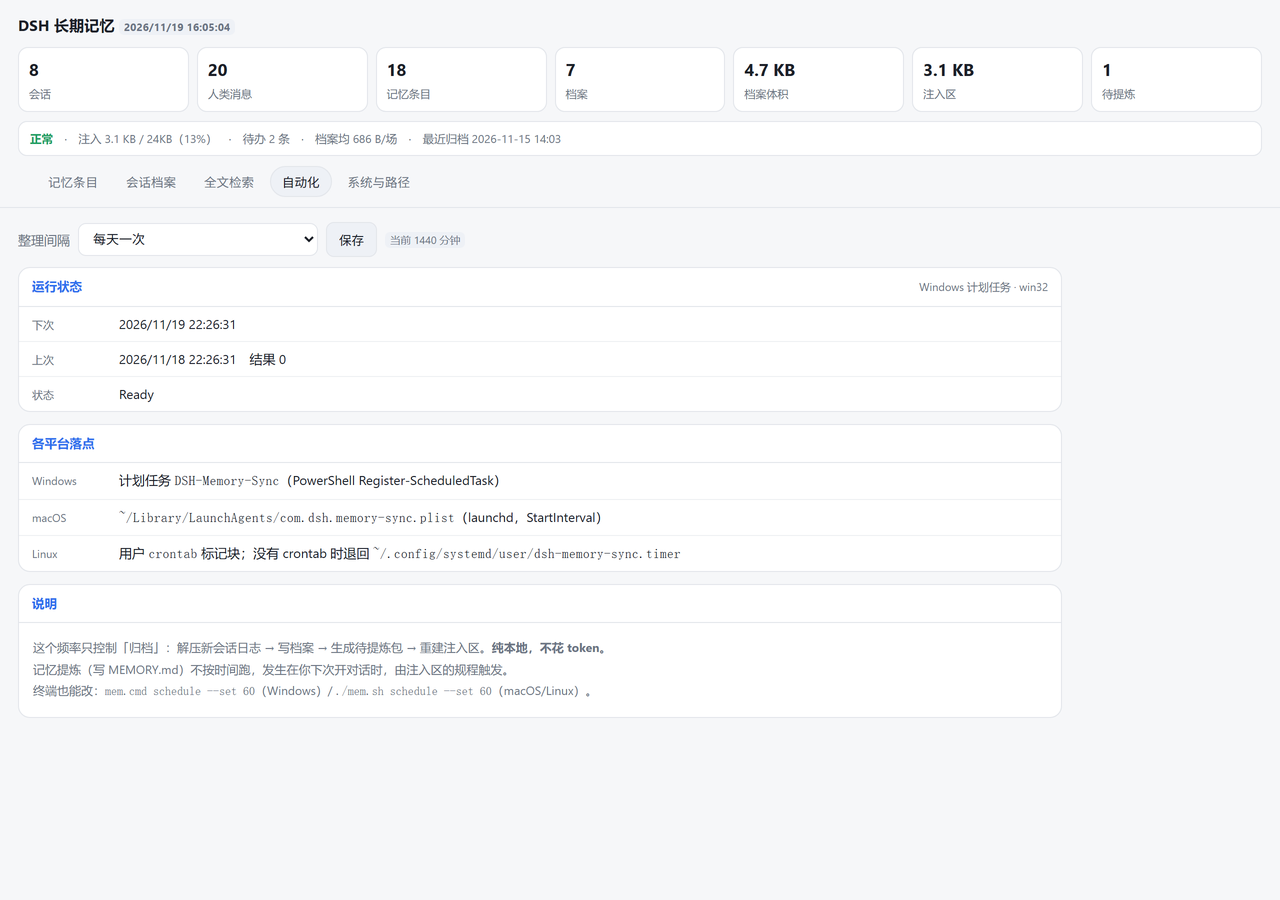 DSH 长期记忆 2026/11/19 16:05:04
8
会话
20
人类消息
18
记忆条目
7
档案
4.7 KB
档案体积
3.1 KB
注入区
1
待提炼
正常 · 注入 3.1 KB / 24KB（13%） · 待办 2 条 · 档案均 686 B/场 · 最近归档 2026-11-15 14:03
记忆条目 会话档案 全文检索 自动化 系统与路径
整理间隔 每天一次 保存 当前 1440 分钟
运行状态 Windows 计划任务 · win32
下次 2026/11/19 22:26:31
上次 2026/11/18 22:26:31 结果 0
状态 Ready
各平台落点
Windows 计划任务 DSH-Memory-Sync（PowerShell Register-ScheduledTask）
macOS ~/Library/LaunchAgents/com.dsh.memory-sync.plist（launchd，StartInterval）
Linux 用户 crontab 标记块；没有 crontab 时退回 ~/.config/systemd/user/dsh-memory-sync.timer
说明
这个频率只控制「归档」：解压新会话日志 → 写档案 → 生成待提炼包 → 重建注入区。纯本地，不花 token。
记忆提炼（写 MEMORY.md）不按时间跑，发生在你下次开对话时，由注入区的规程触发。
终端也能改：mem.cmd schedule --set 60（Windows）/ ./mem.sh schedule --set 60（macOS/Linux）。